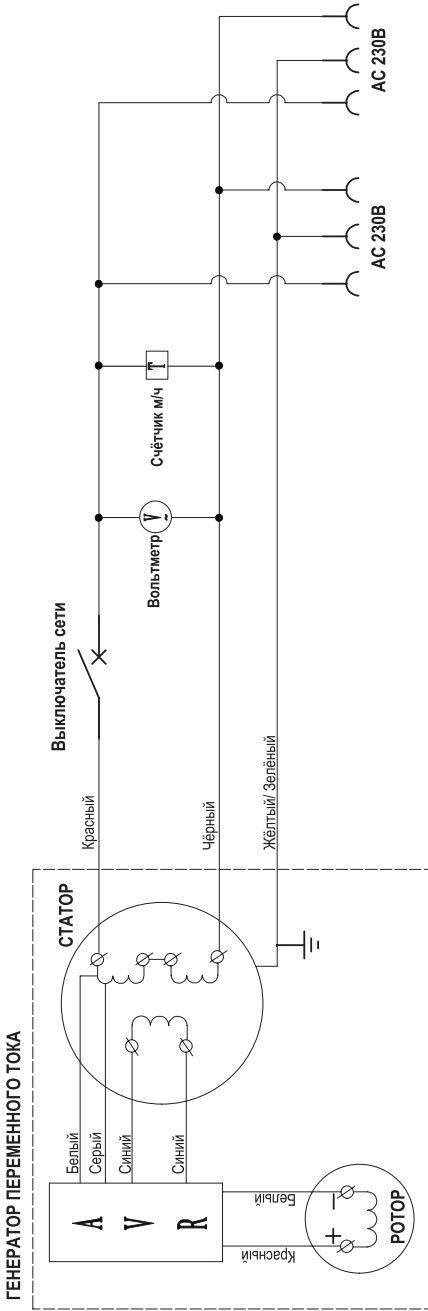 ГЕНЕРАТОР ПЕРЕМЕННОГО ТОКА
A V R
Белый
Серый
Синий
Синий
Красный
Белый
+
–
РОТОР
СТАТОР
Красный
Чёрный
Жёлтый/ Зелёный
Выключатель сети
Вольтметр
V
~
Счётчик м/ч
T
AC 230В
AC 230В